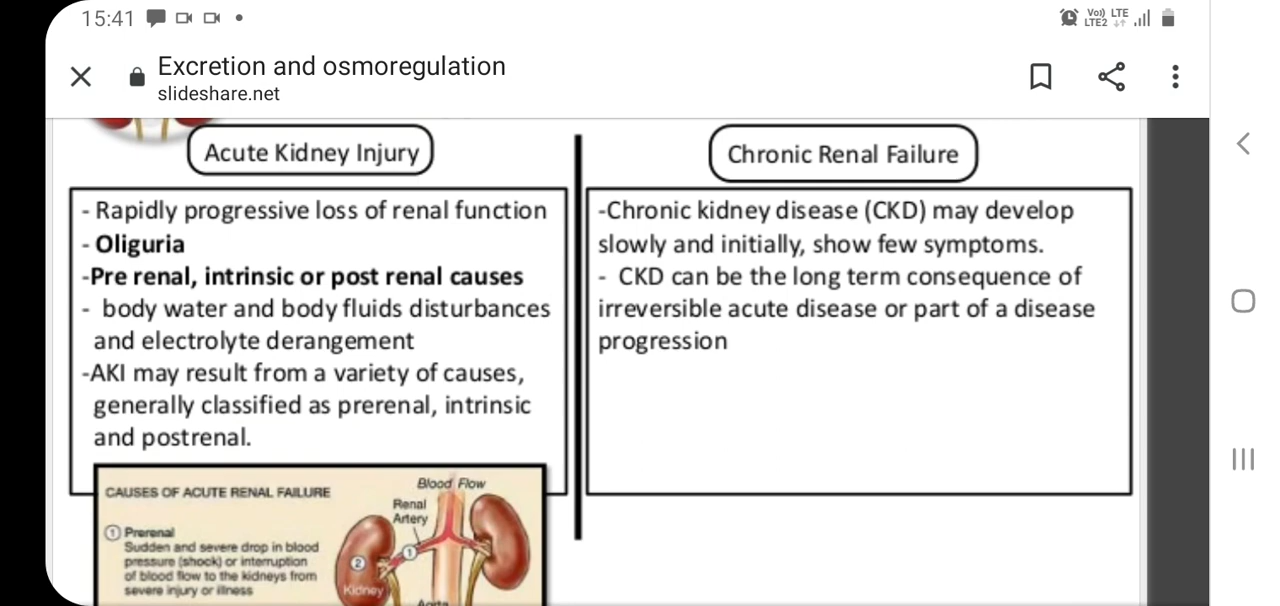 15:41
Vo) LTE
LTE2
Excretion and osmoregulation
slideshare.net
Acute Kidney Injury
- Rapidly progressive loss of renal function
- Oliguria
-Pre renal, intrinsic or post renal causes
- body water and body fluids disturbances
and electrolyte derangement
-AKI may result from a variety of causes,
generally classified as prerenal, intrinsic
and postrenal.
Chronic Renal Failure
-Chronic kidney disease (CKD) may develop
slowly and initially, show few symptoms.
- CKD can be the long term consequence of
irreversible acute disease or part of a disease
progression
CAUSES OF ACUTE RENAL FAILURE
1 Prerenal
Sudden and severe drop in blood
pressure (shock) or interruption
of blood flow to the kidneys from
severe injury or illness
Blood Flow
Renal
Artery
1
2
Kidney
Aorta